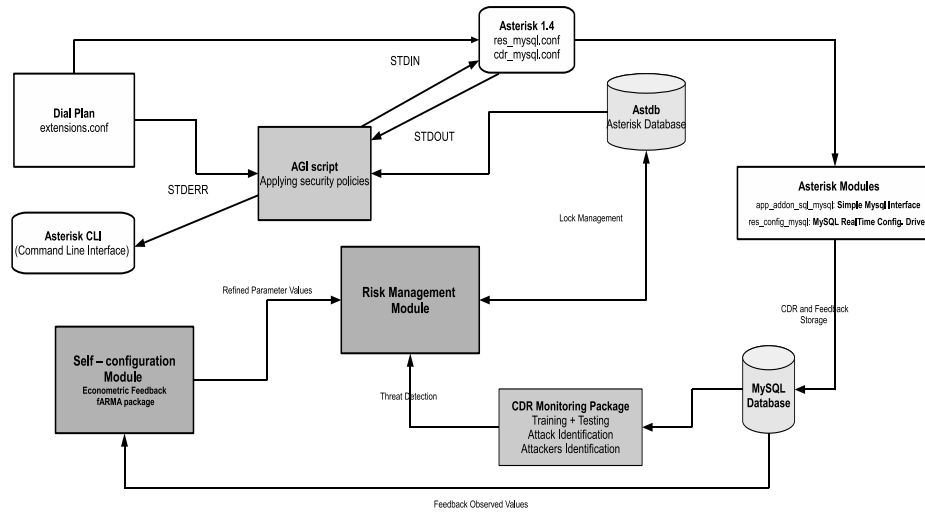 Asterisk 1.4
res_mysql.conf
cdr_mysql.conf
STDIN
Dial Plan
extensions.conf
Astdb
Asterisk Database
STDOUT
AGI script
Applying security policies
STDERR
Asterisk Modules
app_addon_sql_mysql: Simple Mysql Interface
res_config_mysql: MySQL RealTime Config. Drive
Lock Management
Asterisk CLI
(Command Line Interface)
Refined Parameter Values
Risk Management
Module
CDR and Feedback
Storage
Self – configuration
Module
Econometric Feedback
fARMA package
MySQL
Database
Threat Detection
CDR Monitoring Package
Training + Testing
Attack Identification
Attackers Identification
Feedback Observed Values